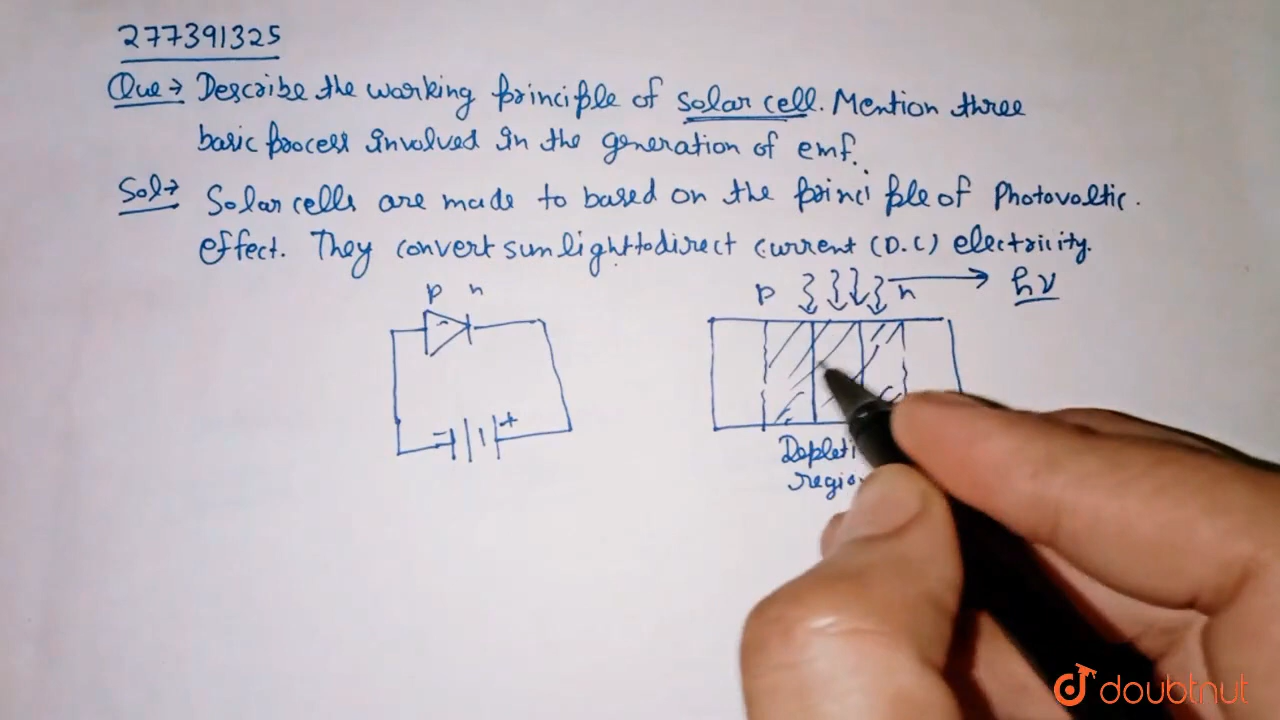 277391325
Que → Describe the working principle of solar cell. Mention three
basic process involved in the generation of emf.
Sol → Solar cells are made to based on the principle of Photovoltic
effect. They convert sunlight to direct current (D.C) electricity.
p n
p n hν
- +
Depleti
regio
doubtnut